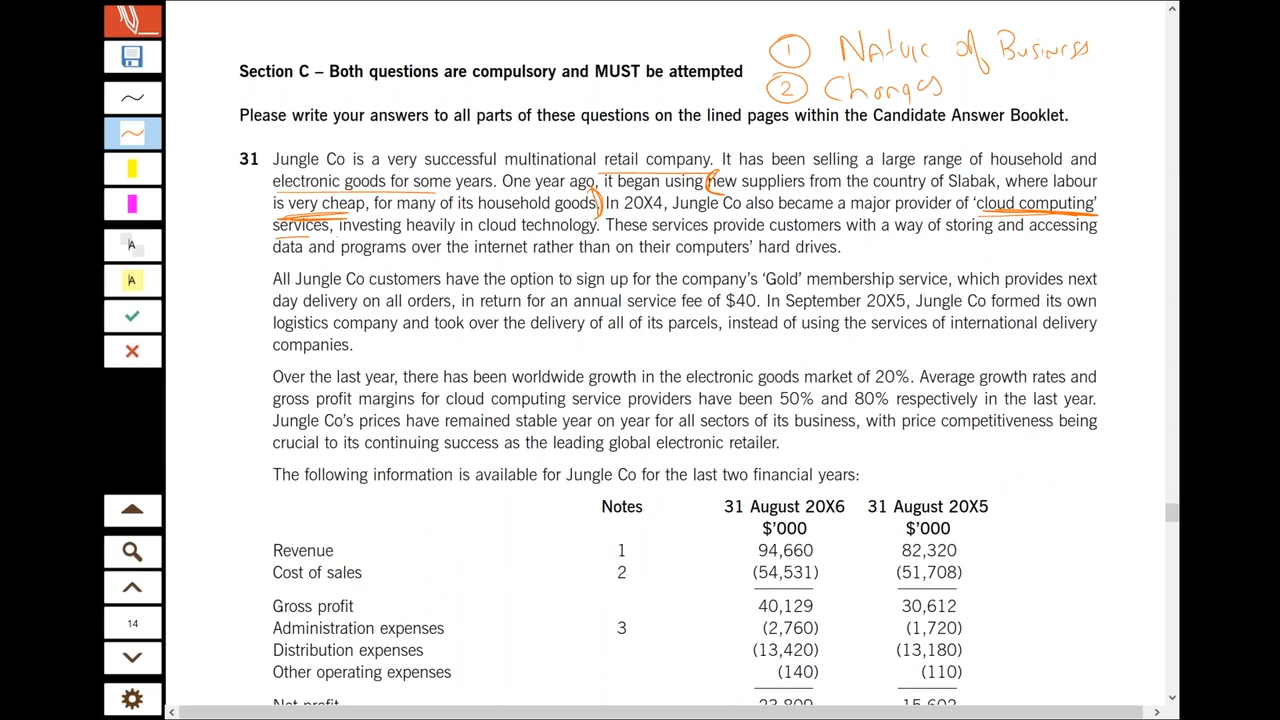 ① Nature of Business
② Changes
Section C – Both questions are compulsory and MUST be attempted
Please write your answers to all parts of these questions on the lined pages within the Candidate Answer Booklet.
31 Jungle Co is a very successful multinational retail company. It has been selling a large range of household and
electronic goods for some years. One year ago, it began using new suppliers from the country of Slabak, where labour
is very cheap, for many of its household goods. In 20X4, Jungle Co also became a major provider of ‘cloud computing’
services, investing heavily in cloud technology. These services provide customers with a way of storing and accessing
data and programs over the internet rather than on their computers’ hard drives.
All Jungle Co customers have the option to sign up for the company’s ‘Gold’ membership service, which provides next
day delivery on all orders, in return for an annual service fee of $40. In September 20X5, Jungle Co formed its own
logistics company and took over the delivery of all of its parcels, instead of using the services of international delivery
companies.
Over the last year, there has been worldwide growth in the electronic goods market of 20%. Average growth rates and
gross profit margins for cloud computing service providers have been 50% and 80% respectively in the last year.
Jungle Co’s prices have remained stable year on year for all sectors of its business, with price competitiveness being
crucial to its continuing success as the leading global electronic retailer.
The following information is available for Jungle Co for the last two financial years:
Notes 31 August 20X6 31 August 20X5
$’000 $’000
Revenue 1 94,660 82,320
Cost of sales 2 (54,531) (51,708)
Gross profit 40,129 30,612
Administration expenses 3 (2,760) (1,720)
Distribution expenses (13,420) (13,180)
Other operating expenses (140) (110)
Net profit 23,809 15,602
A
A
14